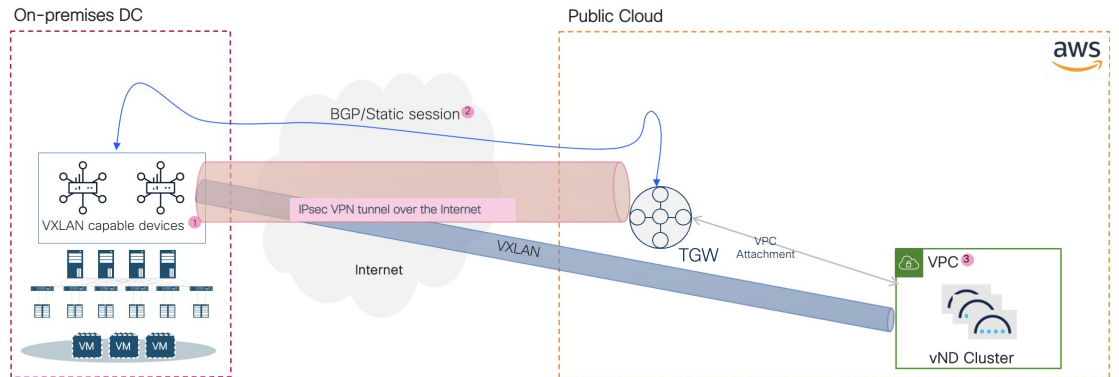 On-premises DC
Public Cloud
aws
BGP/Static session 2
VXLAN capable devices 1
IPsec VPN tunnel over the Internet
VXLAN
Internet
TGW
VPC
Attachment
VPC 3
vND Cluster
VM VM VM